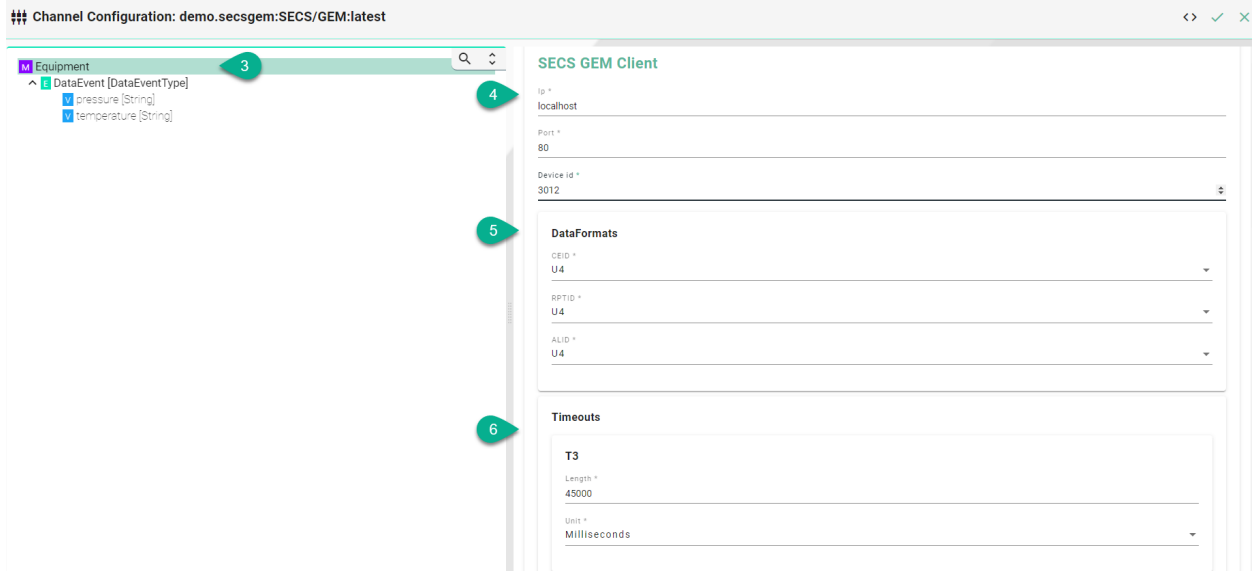 Channel Configuration: demo.secsgem:SECS/GEM:latest
M Equipment
3
E DataEvent [DataEventType]
V pressure [String]
V temperature [String]
SECS GEM Client
4
Ip *
localhost
Port *
80
Device id *
3012
5
DataFormats
CEID *
U4
RPTID *
U4
ALID *
U4
6
Timeouts
T3
Length *
45000
Unit *
Milliseconds